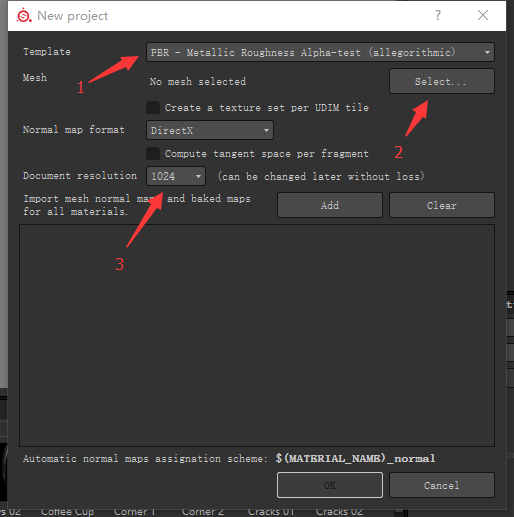 New project
?
Template
PBR - Metallic Roughness Alpha-test (allegorithmic)
1
Mesh
No mesh selected
Select...
Create a texture set per UDIM tile
2
Normal map format
DirectX
Compute tangent space per fragment
Document resolution
1024
(can be changed later without loss)
Import mesh normal maps and baked maps
for all materials.
Add
Clear
3
Automatic normal maps assignation scheme: $(MATERIAL_NAME)_normal
OK
Cancel
02
Coffee Cup
Corner 1
Corner 2
Cracks 01
Cracks 02